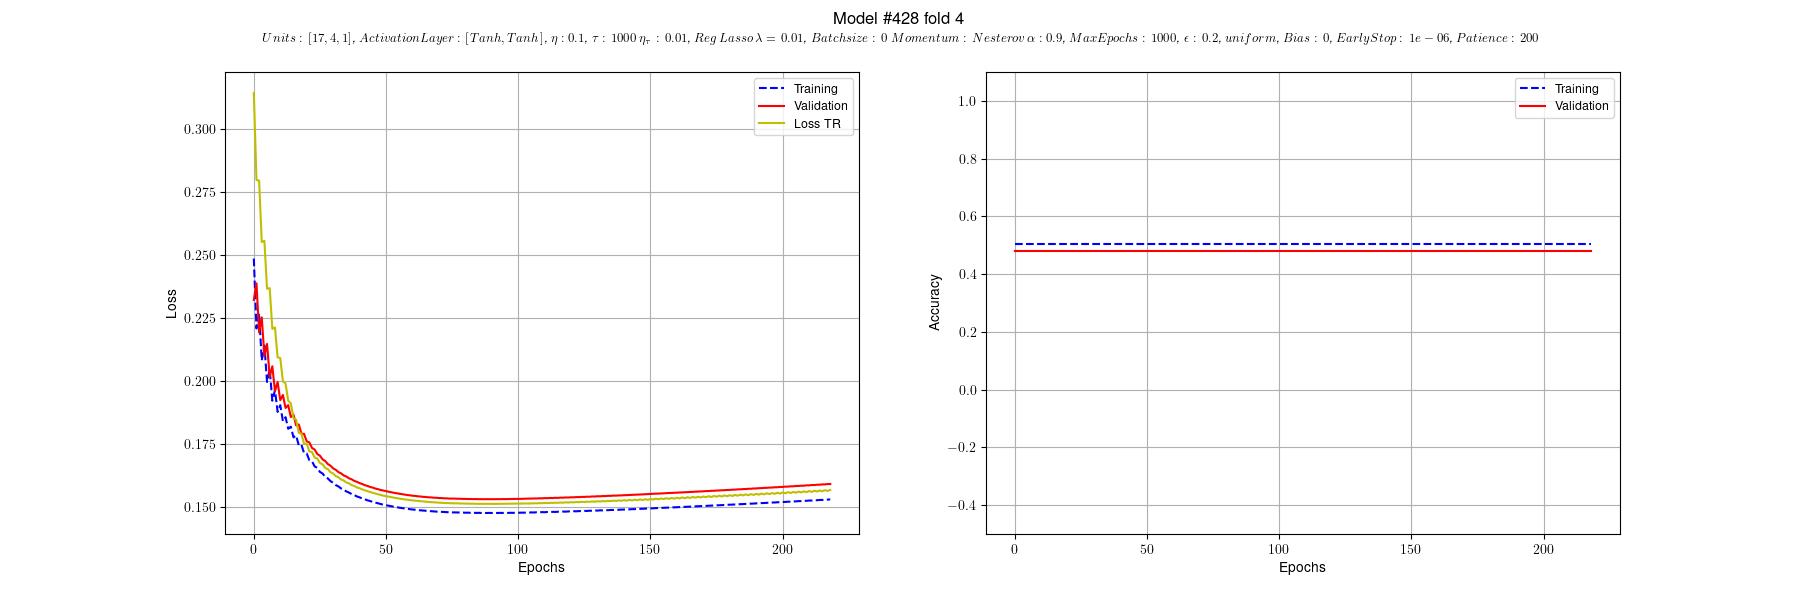 Model #428 fold 4
Units : [17, 4, 1], ActivationLayer : [Tanh, Tanh], η : 0.1, τ : 1000 ητ : 0.01, Reg Lasso λ = 0.01, Batchsize : 0 Momentum : Nesterov α : 0.9, MaxEpochs : 1000, ϵ : 0.2, uniform, Bias : 0, EarlyStop : 1e − 06, Patience : 200
Training
Validation
Loss TR
0.300
0.275
0.250
0.225
0.200
0.175
0.150
Loss
0 50 100 150 200
Epochs
Training
Validation
1.0
0.8
0.6
0.4
0.2
0.0
−0.2
−0.4
Accuracy
0 50 100 150 200
Epochs